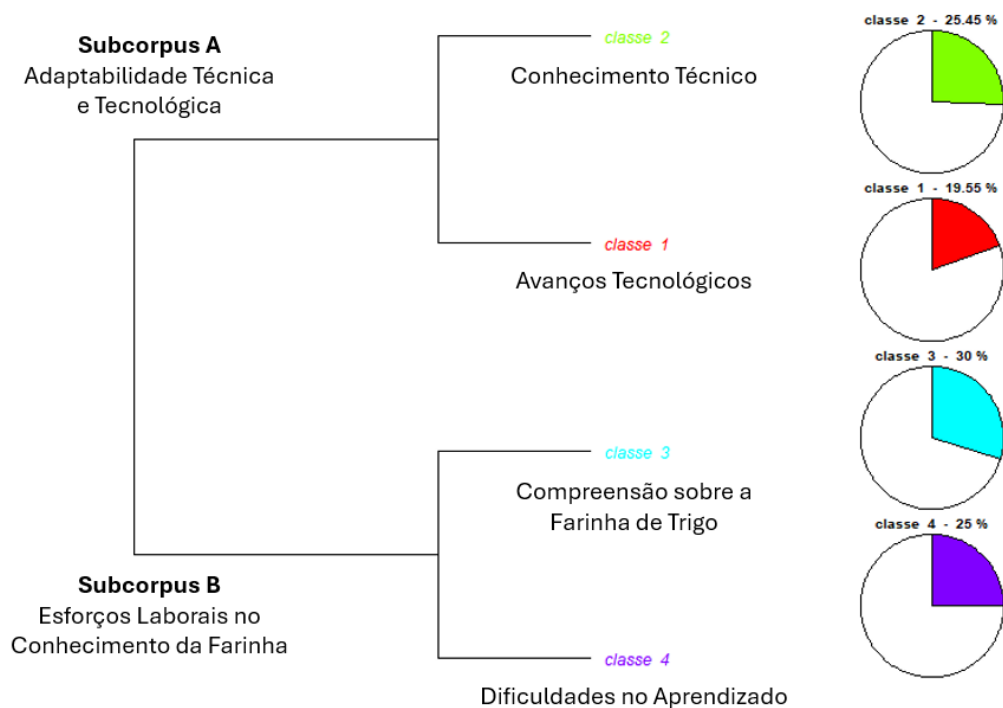 Subcorpus A
Adaptabilidade Técnica
e Tecnológica
classe 2
Conhecimento Técnico
classe 2 - 25.45 %
classe 1
Avanços Tecnológicos
classe 1 - 19.55 %
classe 3
Compreensão sobre a
Farinha de Trigo
classe 3 - 30 %
Subcorpus B
Esforços Laborais no
Conhecimento da Farinha
classe 4
Dificuldades no Aprendizado
classe 4 - 25 %